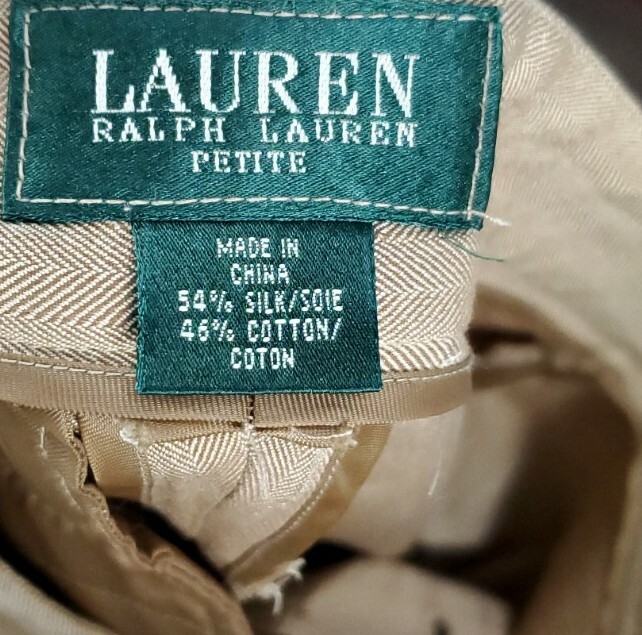 LAUREN
RALPH LAUREN
PETITE
MADE IN
CHINA
54% SILK/SOIE
46% COTTON/
COTON